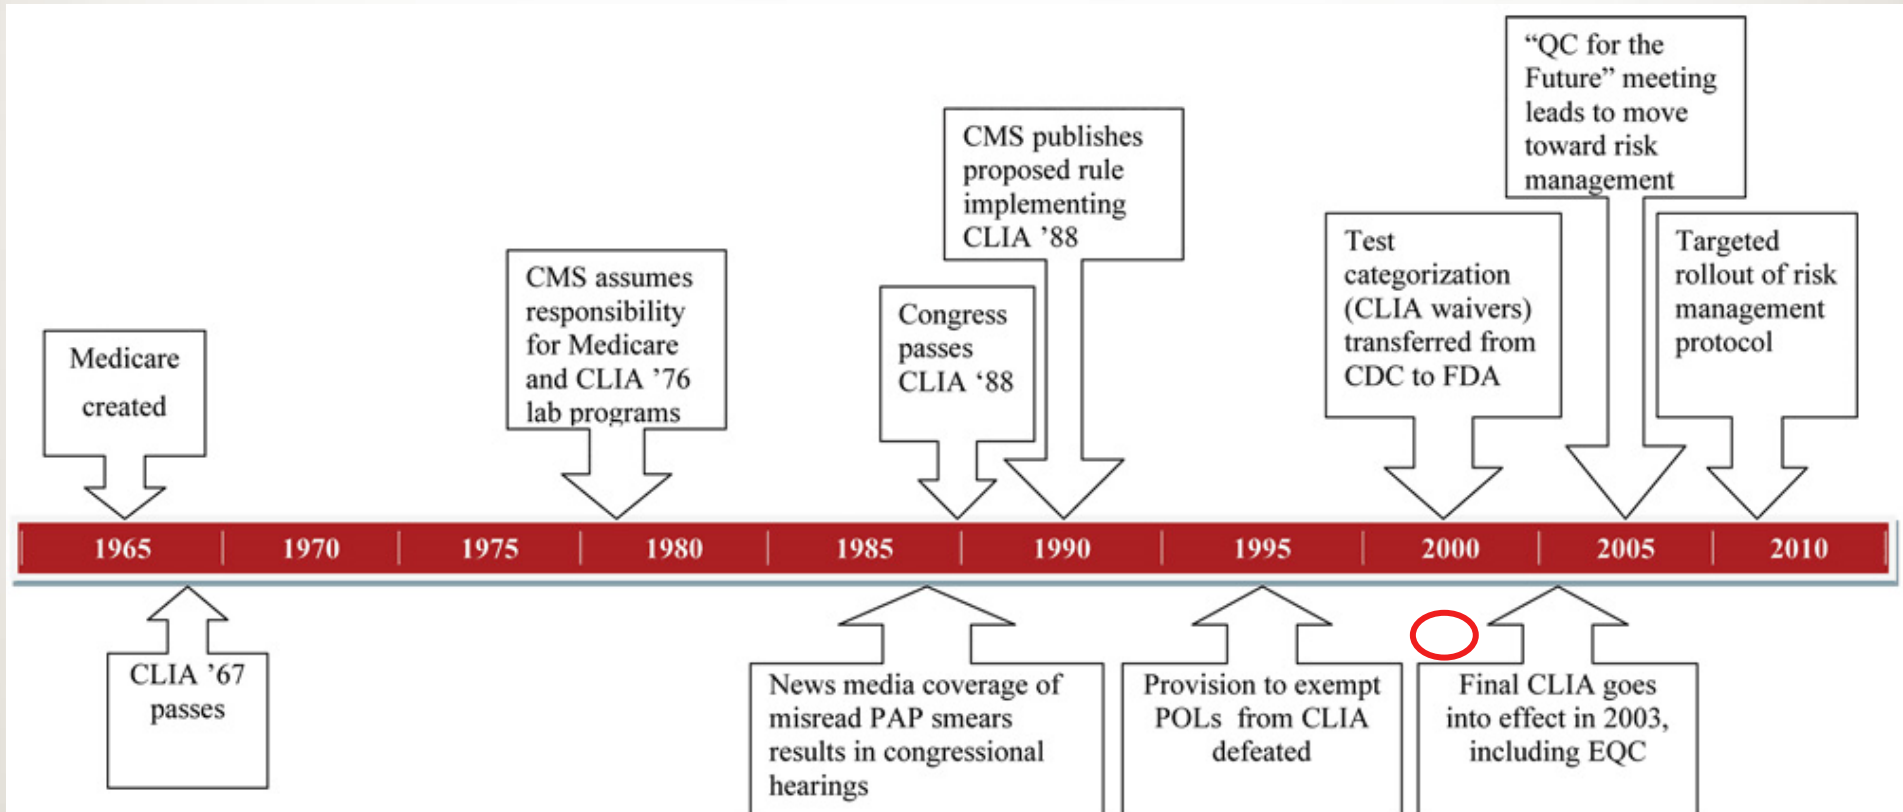 “QC for the
Future” meeting
leads to move
toward risk
management
CMS publishes
proposed rule
implementing
CLIA ’88
Test
categorization
(CLIA waivers)
transferred from
CDC to FDA
Targeted
rollout of risk
management
protocol
CMS assumes
responsibility
for Medicare
and CLIA ’76
lab programs
Congress
passes
CLIA ‘88
Medicare
created
1965 1970 1975 1980 1985 1990 1995 2000 2005 2010
CLIA ’67
passes
News media coverage of
misread PAP smears
results in congressional
hearings
Provision to exempt
POLs from CLIA
defeated
Final CLIA goes
into effect in 2003,
including EQC